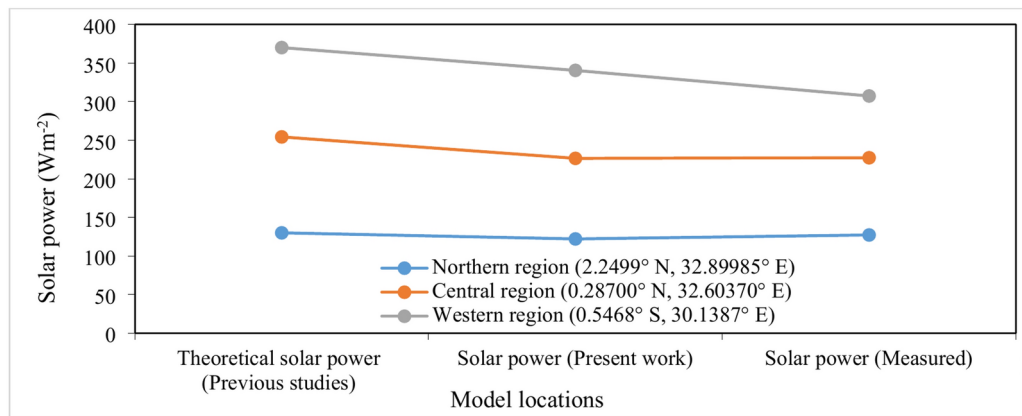 400
350
300
250
200
150
100
50
0
Solar power (Wm⁻²)
Northern region (2.2499° N, 32.89985° E)
Central region (0.28700° N, 32.60370° E)
Western region (0.5468° S, 30.1387° E)
Theoretical solar power
(Previous studies)
Solar power (Present work)
Solar power (Measured)
Model locations